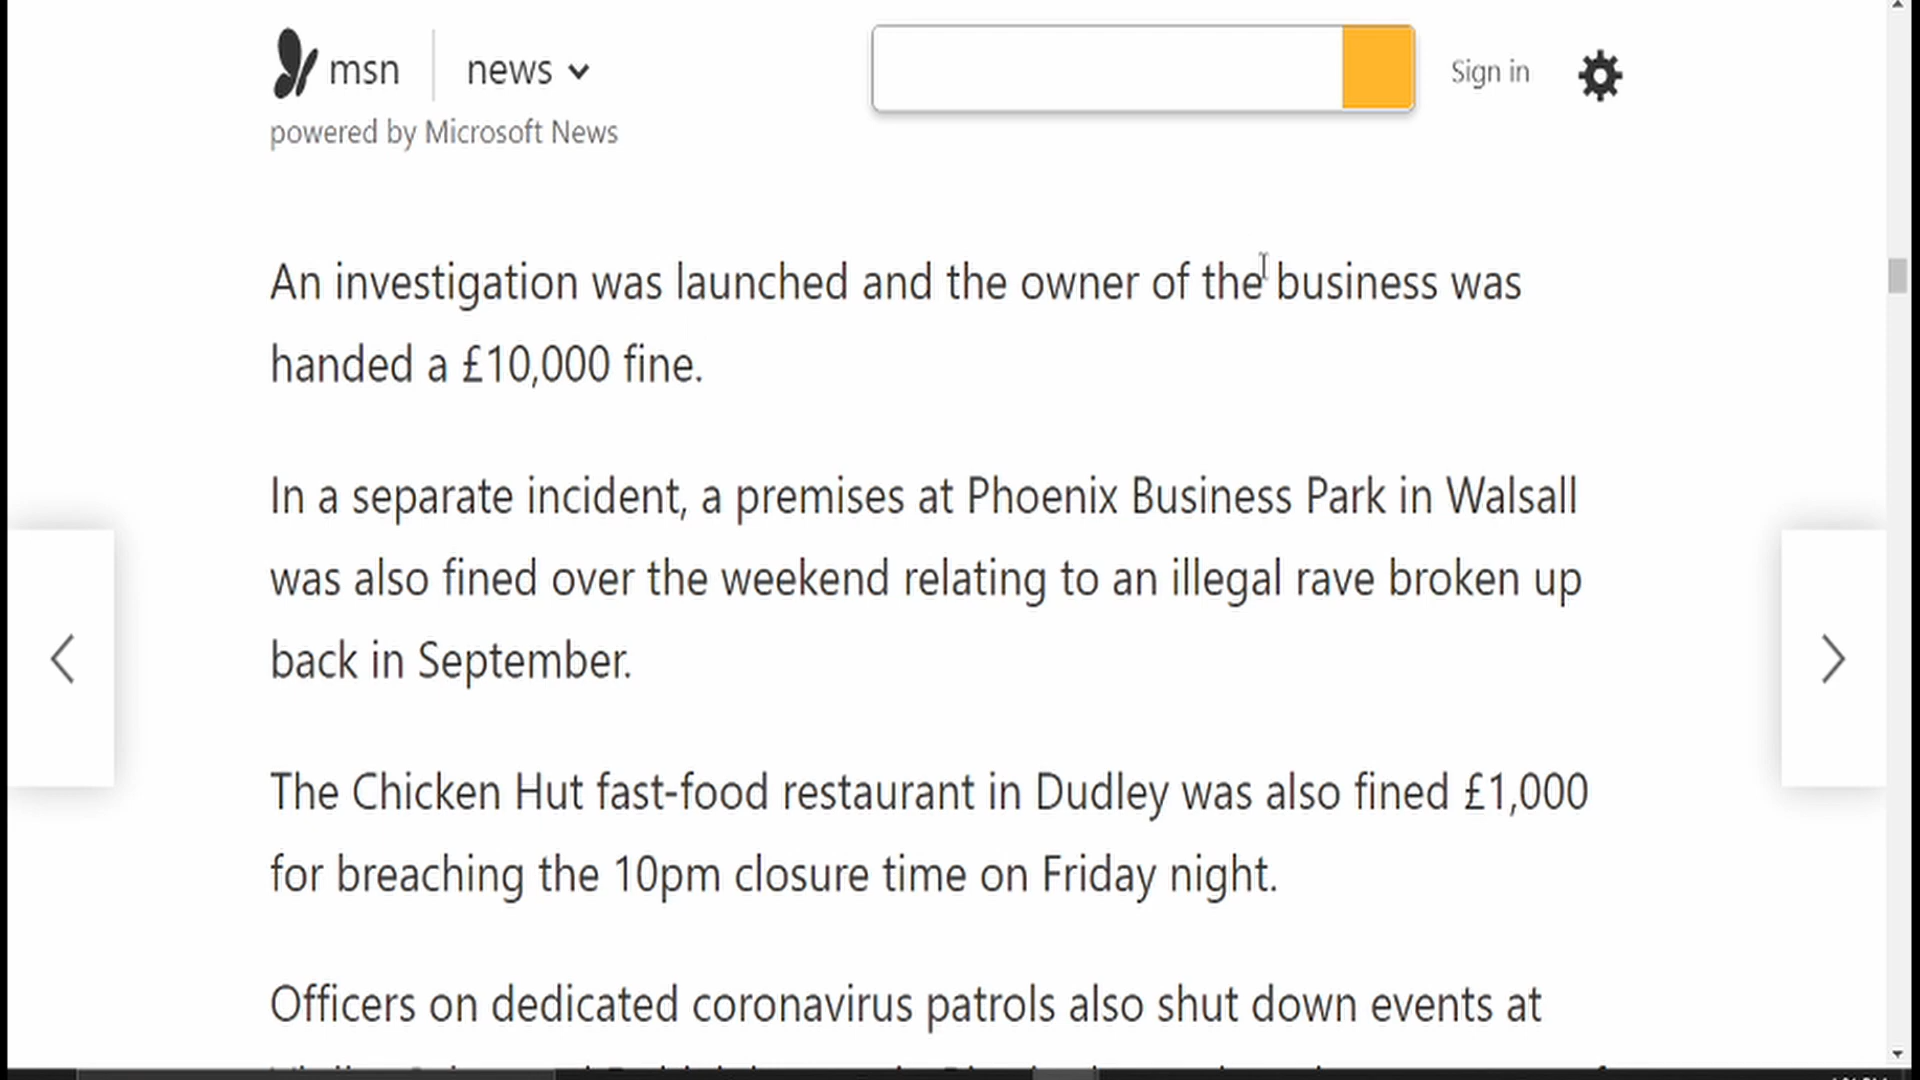 msn
news
Sign in
powered by Microsoft News
An investigation was launched and the owner of the business was
handed a £10,000 fine.
In a separate incident, a premises at Phoenix Business Park in Walsall
was also fined over the weekend relating to an illegal rave broken up
back in September.
The Chicken Hut fast-food restaurant in Dudley was also fined £1,000
for breaching the 10pm closure time on Friday night.
Officers on dedicated coronavirus patrols also shut down events at